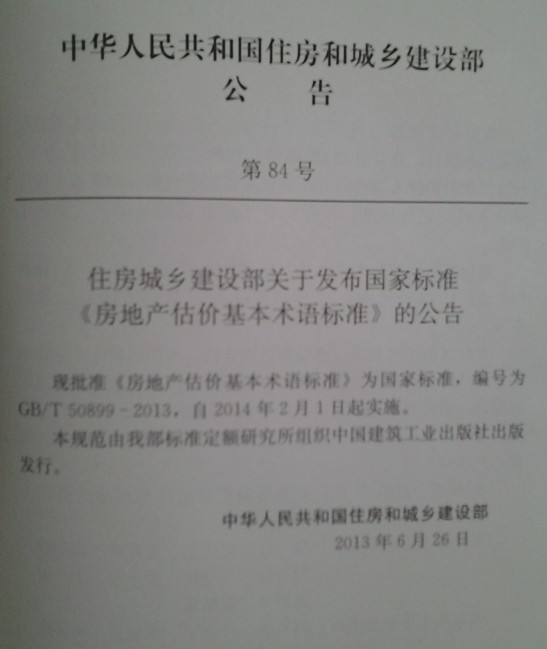 中华人民共和国住房和城乡建设部
公 告
第 84 号
住房城乡建设部关于发布国家标准
《房地产估价基本术语标准》的公告
现批准《房地产估价基本术语标准》为国家标准，编号为
GB/T 50899－2013，自 2014 年 2 月 1 日起实施。
本规范由我部标准定额研究所组织中国建筑工业出版社出版
发行。
中华人民共和国住房和城乡建设部
2013 年 6 月 26 日